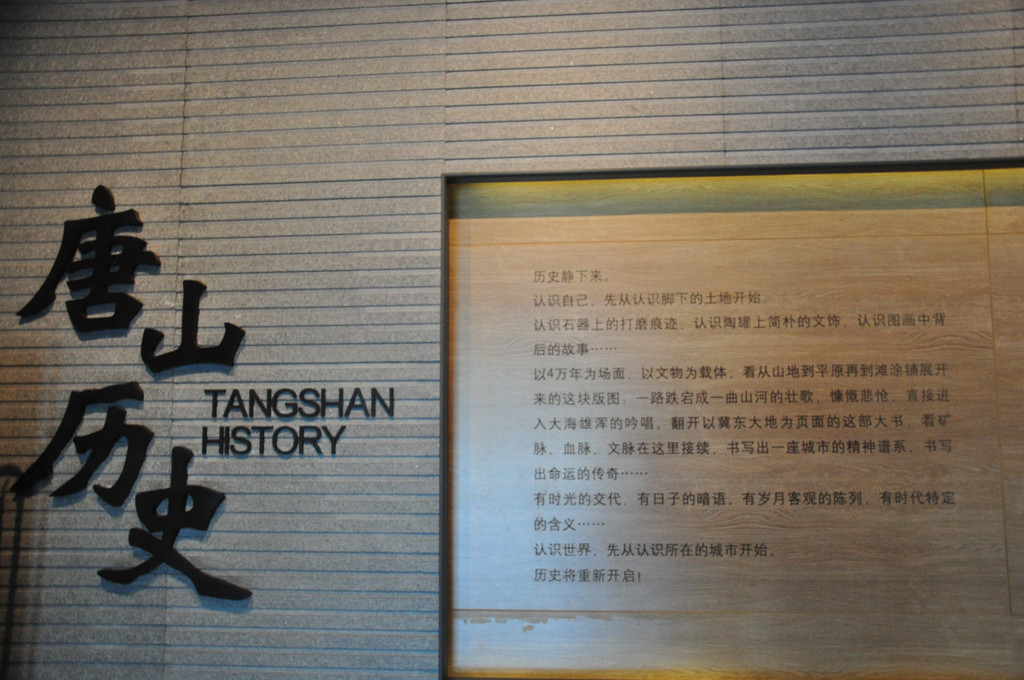 唐山
历史
TANGSHAN
HISTORY
历史静下来。
认识自己，先从认识脚下的土地开始。
认识石器上的打磨痕迹，认识陶罐上简朴的文饰，认识图画中背
后的故事……
以4万年为场面，以文物为载体，看从山地到平原再到滩涂铺展开
来的这块版图，一路跌宕成一曲山河的壮歌，慷慨悲怆，直接进
入大海雄浑的吟唱。翻开以冀东大地为页面的这部大书，看矿
脉、血脉、文脉在这里接续，书写出一座城市的精神谱系，书写
出命运的传奇……
有时光的交代，有日子的暗语，有岁月客观的陈列，有时代特定
的含义……
认识世界，先从认识所在的城市开始。
历史将重新开启！